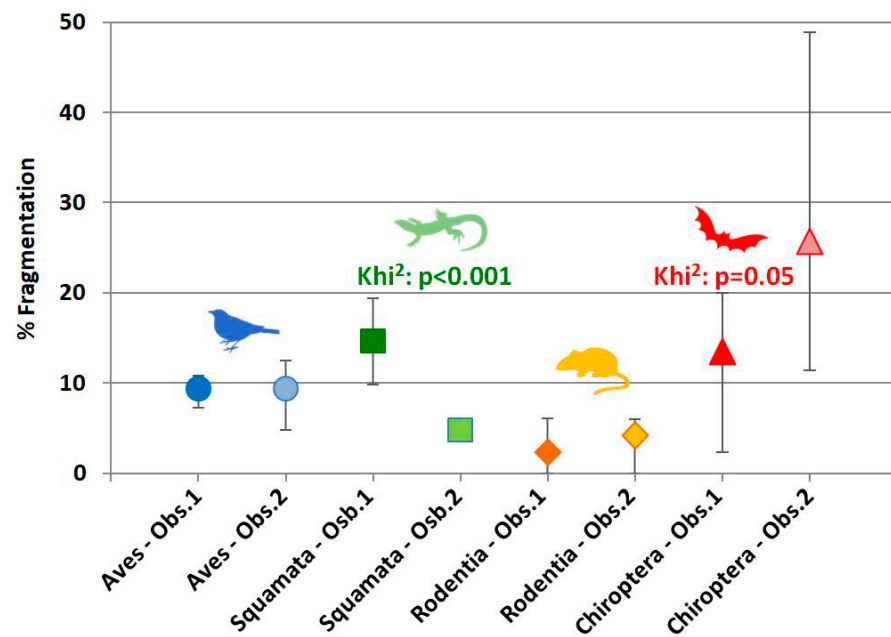 % Fragmentation
50
40
30
20
10
0
Khi²: p<0.001
Khi²: p=0.05
Aves - Obs.1
Aves - Obs.2
Squamata - Osb.1
Squamata - Osb.2
Rodentia - Obs.1
Rodentia - Obs.2
Chiroptera - Obs.1
Chiroptera - Obs.2